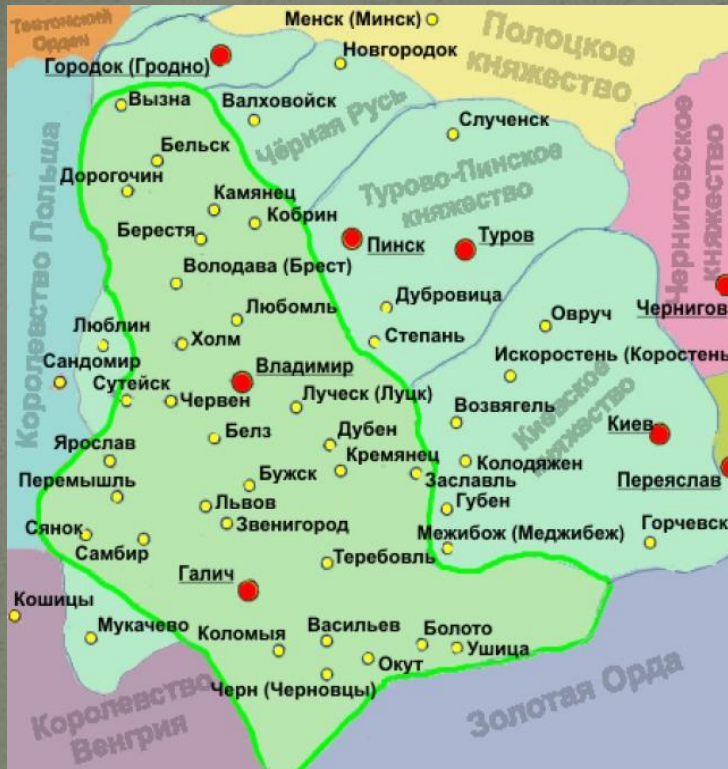 Тевтонский
Орден
Менск (Минск)
Полоцкое
княжество
Городок (Гродно)
Новгородок
Вызна
Валховойск
Чёрная Русь
Слученск
Черниговское
княжество
Королевство Польша
Бельск
Дорогочин
Турово-Пинское
княжество
Камянец
Кобрин
Берестя
Пинск
Туров
Володава (Брест)
Чернигов
Любомль
Дубровица
Овруч
Люблин
Холм
Степань
Искоростень (Коростень
Сандомир
Владимир
Сутейск
Червен
Луческ (Луцк)
Возвягель
Киевское
княжество
Киев
Белз
Дубен
Ярослав
Кремянец
Колодяжен
Перемышль
Бужск
Заславль
Переяслав
Львов
Губен
Звенигород
Сянок
Самбир
Межибож (Меджибеж)
Горчевск
Теребовль
Галич
Кошицы
Мукачево
Коломыя
Васильев
Болото
Ушица
Окут
Черн (Черновцы)
Королевство
Венгрия
Золотая Орда